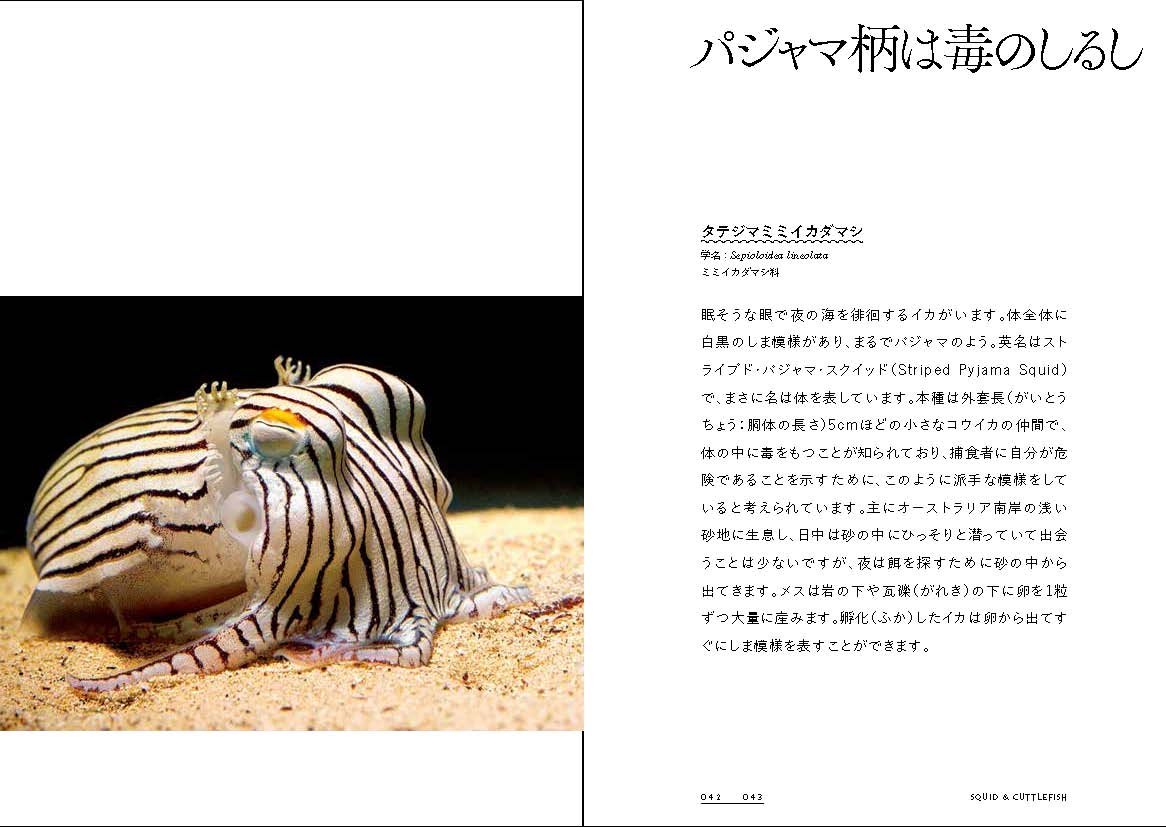 パジャマ柄は毒のしるし
タテジマミミイカダマシ
学名：Sepioloidea lineolata
ミミイカダマシ科
眠そうな眼で夜の海を徘徊するイカがいます。体全体に
白黒のしま模様があり、まるでパジャマのよう。英名はスト
ライプド・パジャマ・スクイッド（Striped Pyjama Squid）
で、まさに名は体を表しています。本種は外套長（がいとう
ちょう：胴体の長さ）5cmほどの小さなコウイカの仲間で、
体の中に毒をもつことが知られており、捕食者に自分が危
険であることを示すために、このように派手な模様をして
いると考えられています。主にオーストラリア南岸の浅い
砂地に生息し、日中は砂の中にひっそりと潜っていて出会
うことは少ないですが、夜は餌を探すために砂の中から
出てきます。メスは岩の下や瓦礫（がれき）の下に卵を1粒
ずつ大量に産みます。孵化（ふか）したイカは卵から出てす
ぐにしま模様を表すことができます。
042 043
SQUID & CUTTLEFISH